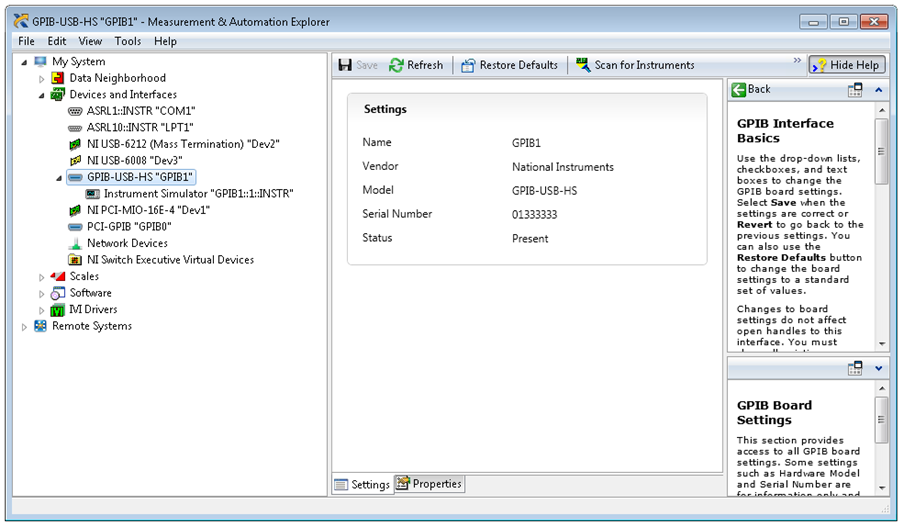 GPIB-USB-HS "GPIB1" - Measurement & Automation Explorer
File Edit View Tools Help
My System
Data Neighborhood
Devices and Interfaces
ASRL1::INSTR "COM1"
ASRL10::INSTR "LPT1"
NI USB-6212 (Mass Termination) "Dev2"
NI USB-6008 "Dev3"
GPIB-USB-HS "GPIB1"
Instrument Simulator "GPIB1::1::INSTR"
NI PCI-MIO-16E-4 "Dev1"
PCI-GPIB "GPIB0"
Network Devices
NI Switch Executive Virtual Devices
Scales
Software
IVI Drivers
Remote Systems
Save Refresh Restore Defaults Scan for Instruments » Hide Help
Settings
Name GPIB1
Vendor National Instruments
Model GPIB-USB-HS
Serial Number 01333333
Status Present
Settings Properties
Back
GPIB Interface
Basics
Use the drop-down lists,
checkboxes, and text
boxes to change the
GPIB board settings.
Select Save when the
settings are correct or
Revert to go back to the
previous settings. You
can also use the
Restore Defaults button
to change the board
settings to a standard
set of values.
Changes to board
settings do not affect
open handles to this
interface. You must
GPIB Board
Settings
This section provides
access to all GPIB board
settings. Some settings
such as Hardware Model
and Serial Number are
for information only and